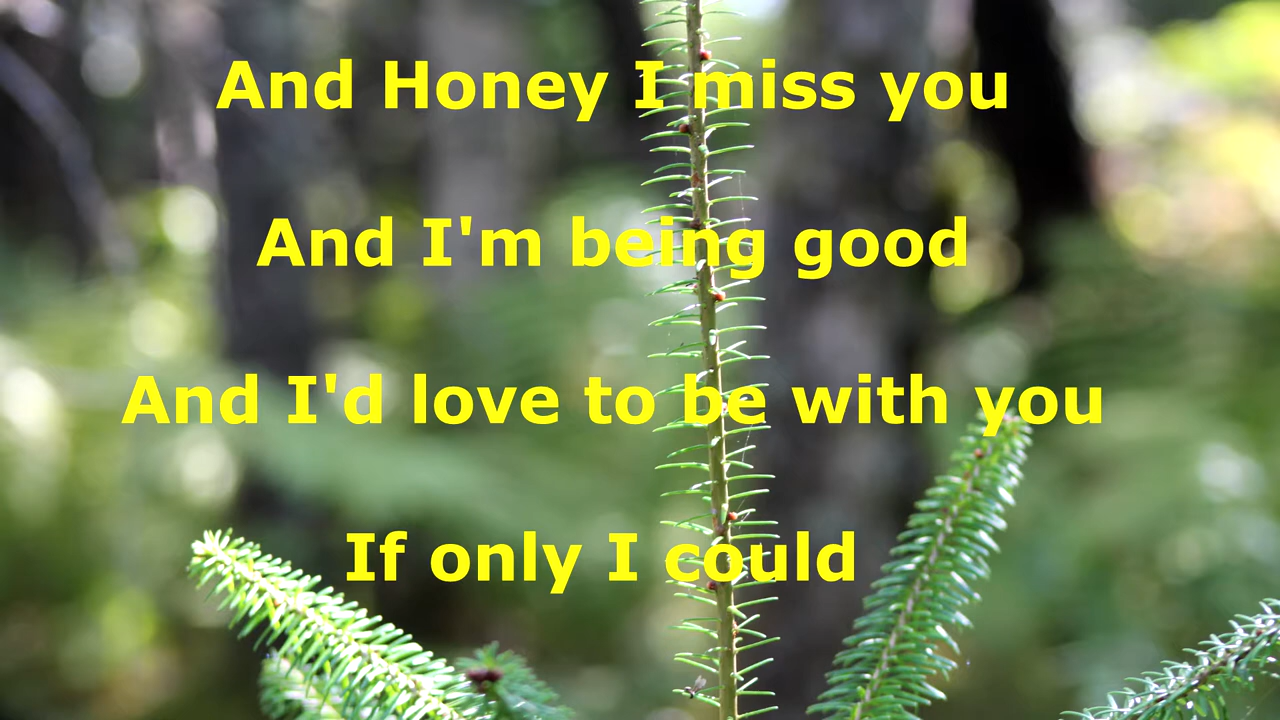 And Honey I miss you
And I'm being good
And I'd love to be with you
If only I could